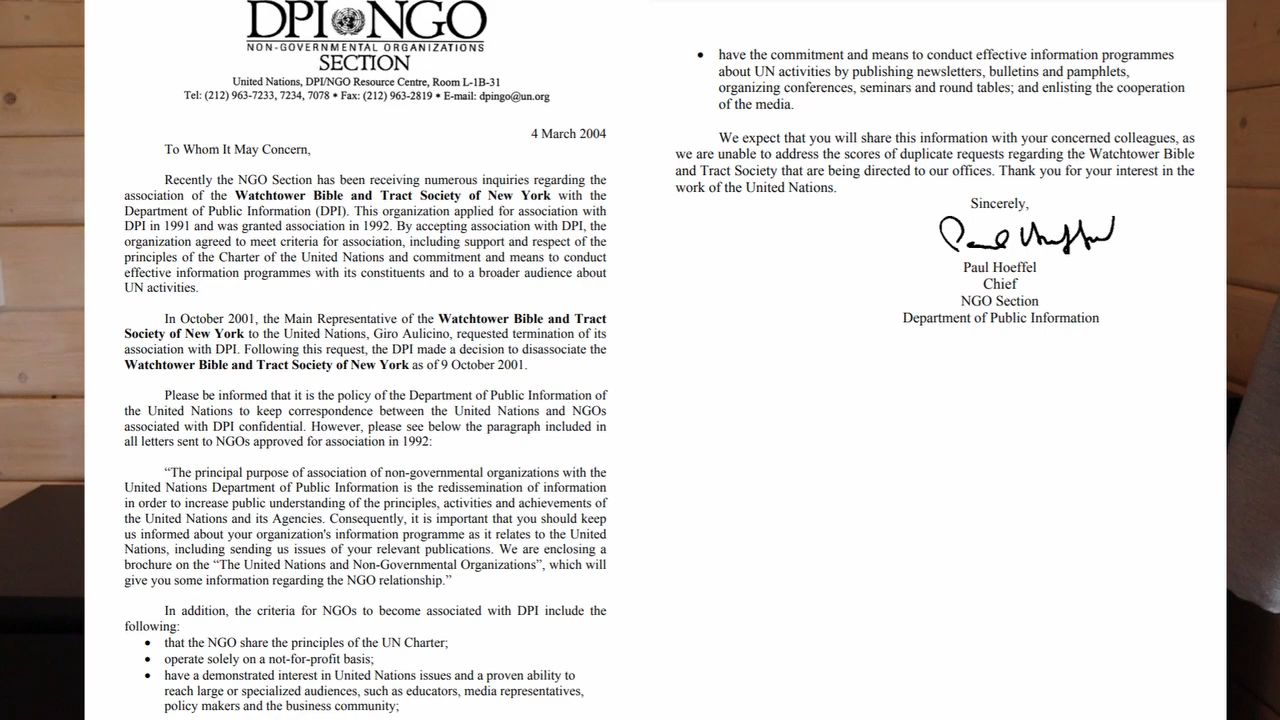 DPI NGO
NON-GOVERNMENTAL ORGANIZATIONS
SECTION
United Nations, DPI/NGO Resource Centre, Room L-1B-31
Tel: (212) 963-7233, 7234, 7078 • Fax: (212) 963-2819 • E-mail: dpingo@un.org
4 March 2004
To Whom It May Concern,
Recently the NGO Section has been receiving numerous inquiries regarding the
association of the Watchtower Bible and Tract Society of New York with the
Department of Public Information (DPI). This organization applied for association with
DPI in 1991 and was granted association in 1992. By accepting association with DPI, the
organization agreed to meet criteria for association, including support and respect of the
principles of the Charter of the United Nations and commitment and means to conduct
effective information programmes with its constituents and to a broader audience about
UN activities.
In October 2001, the Main Representative of the Watchtower Bible and Tract
Society of New York to the United Nations, Giro Aulicino, requested termination of its
association with DPI. Following this request, the DPI made a decision to disassociate the
Watchtower Bible and Tract Society of New York as of 9 October 2001.
Please be informed that it is the policy of the Department of Public Information of
the United Nations to keep correspondence between the United Nations and NGOs
associated with DPI confidential. However, please see below the paragraph included in
all letters sent to NGOs approved for association in 1992:
“The principal purpose of association of non-governmental organizations with the
United Nations Department of Public Information is the redissemination of information
in order to increase public understanding of the principles, activities and achievements of
the United Nations and its Agencies. Consequently, it is important that you should keep
us informed about your organization's information programme as it relates to the United
Nations, including sending us issues of your relevant publications. We are enclosing a
brochure on the “The United Nations and Non-Governmental Organizations”, which will
give you some information regarding the NGO relationship.”
In addition, the criteria for NGOs to become associated with DPI include the
following:
• that the NGO share the principles of the UN Charter;
• operate solely on a not-for-profit basis;
• have a demonstrated interest in United Nations issues and a proven ability to
reach large or specialized audiences, such as educators, media representatives,
policy makers and the business community;
• have the commitment and means to conduct effective information programmes
about UN activities by publishing newsletters, bulletins and pamphlets,
organizing conferences, seminars and round tables; and enlisting the cooperation
of the media.
We expect that you will share this information with your concerned colleagues, as
we are unable to address the scores of duplicate requests regarding the Watchtower Bible
and Tract Society that are being directed to our offices. Thank you for your interest in the
work of the United Nations.
Sincerely,
Paul Hoeffel
Paul Hoeffel
Chief
NGO Section
Department of Public Information